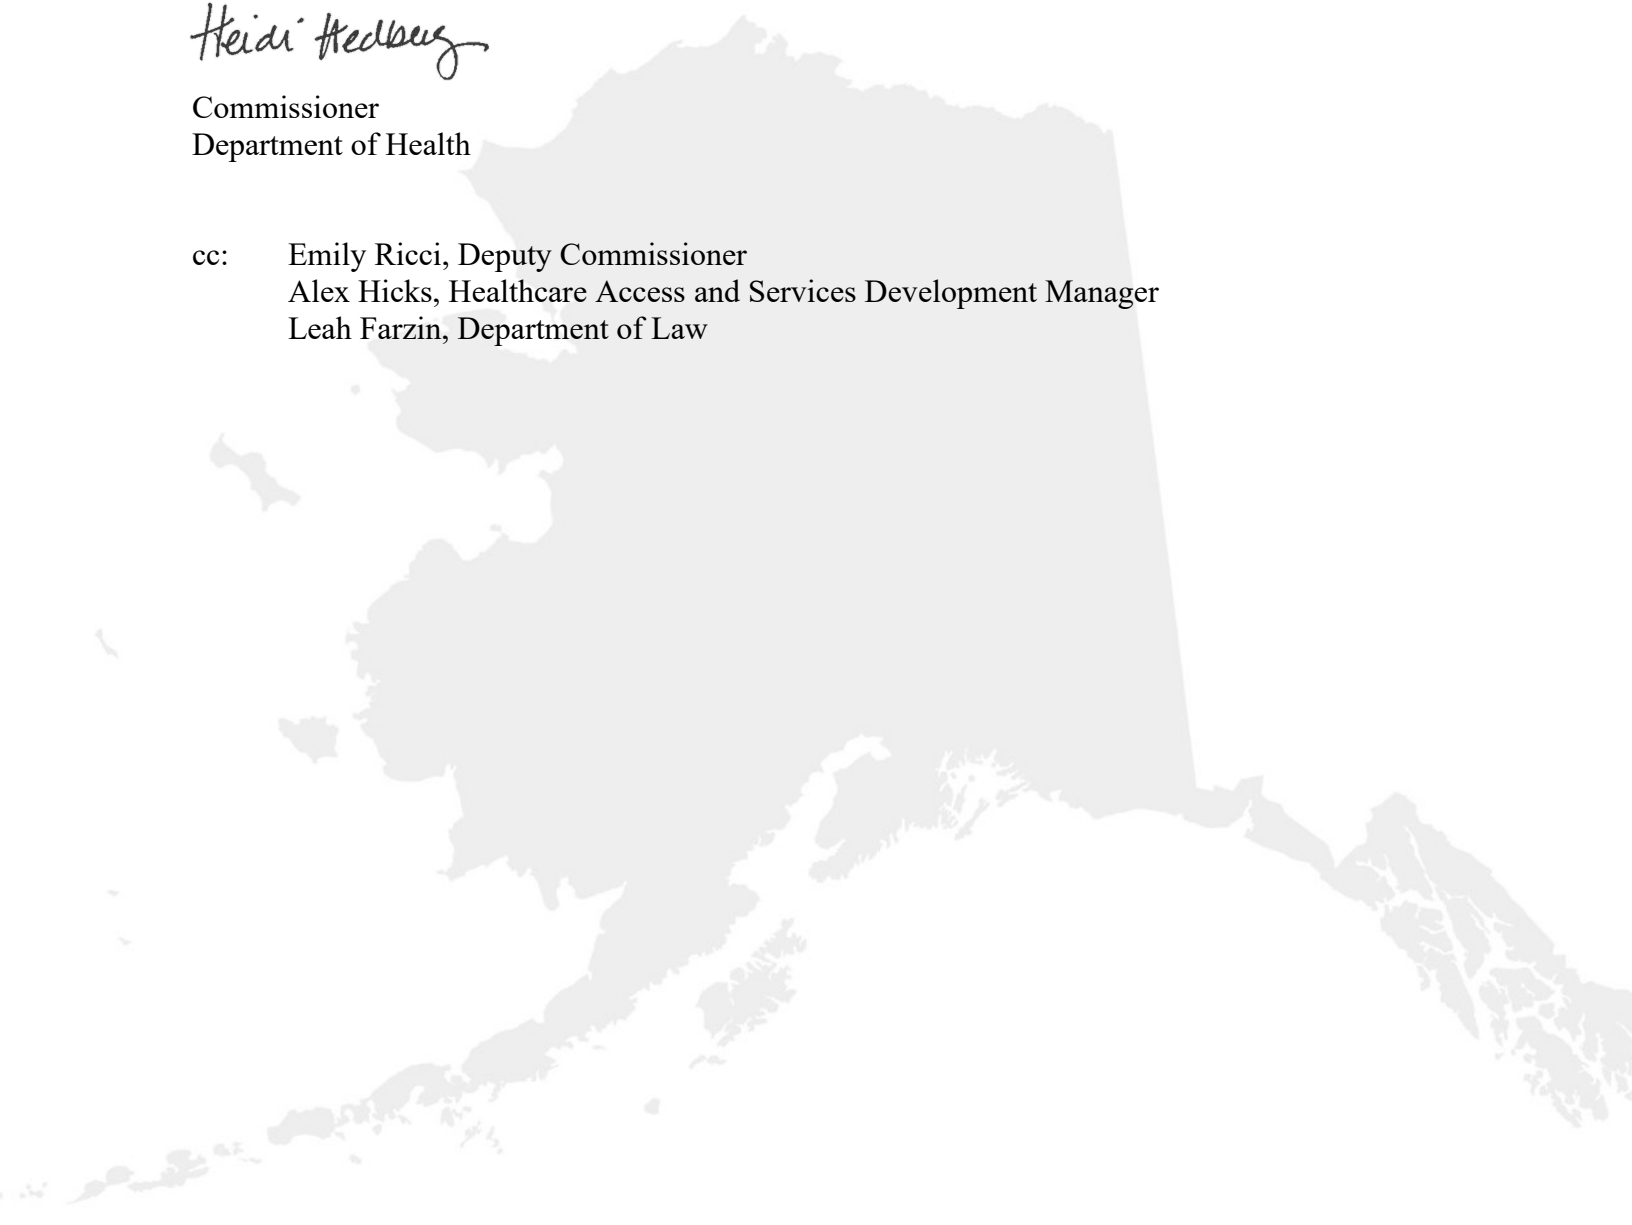 Heidi Hedberg
Commissioner
Department of Health
cc: Emily Ricci, Deputy Commissioner
Alex Hicks, Healthcare Access and Services Development Manager
Leah Farzin, Department of Law